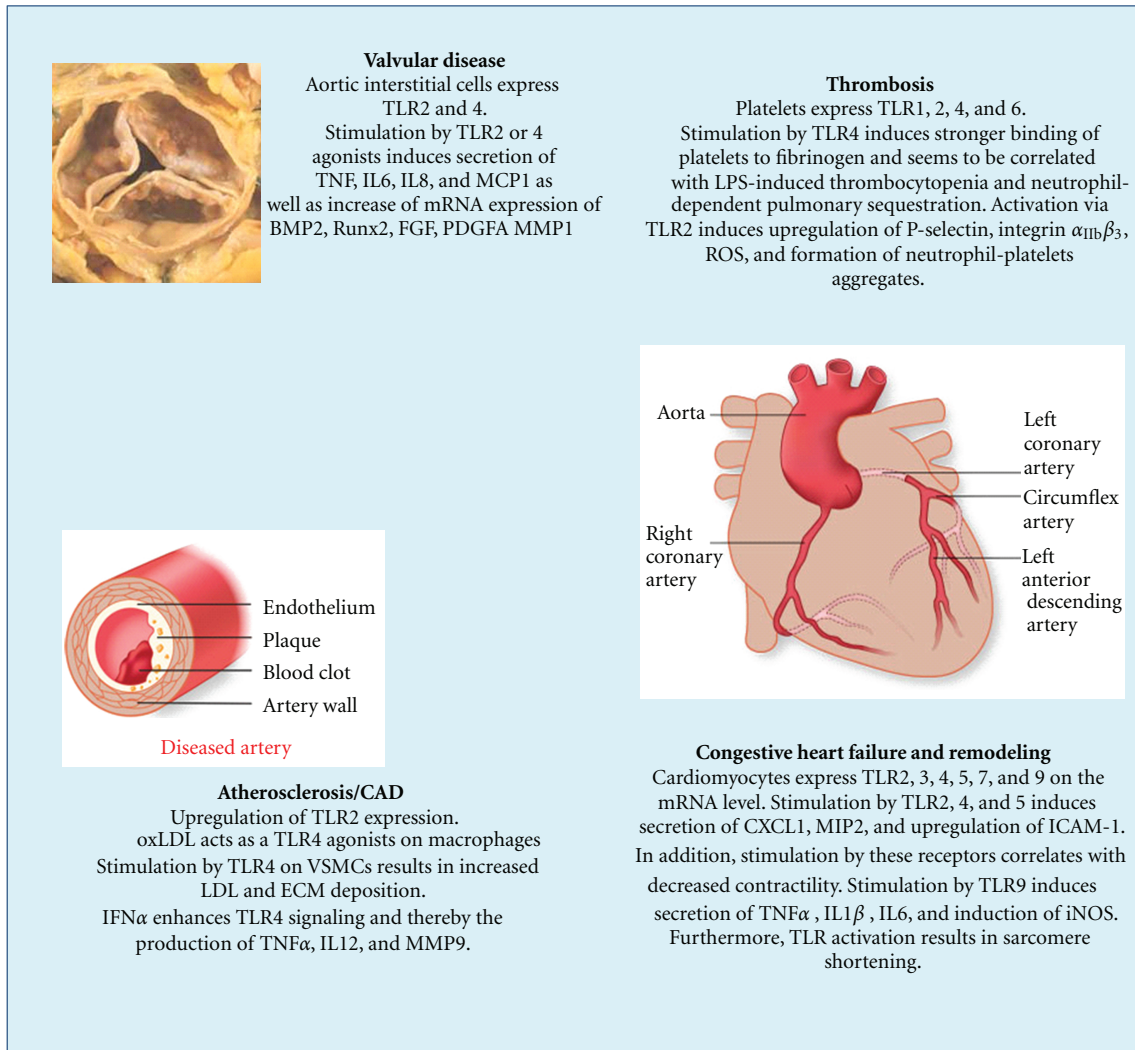 Valvular disease
Aortic interstitial cells express
TLR2 and 4.
Stimulation by TLR2 or 4
agonists induces secretion of
TNF, IL6, IL8, and MCP1 as
well as increase of mRNA expression of
BMP2, Runx2, FGF, PDGFA MMP1
Thrombosis
Platelets express TLR1, 2, 4, and 6.
Stimulation by TLR4 induces stronger binding of
platelets to fibrinogen and seems to be correlated
with LPS-induced thrombocytopenia and neutrophil-
dependent pulmonary sequestration. Activation via
TLR2 induces upregulation of P-selectin, integrin αIIbβ3,
ROS, and formation of neutrophil-platelets
aggregates.
Aorta
Right
coronary
artery
Left
coronary
artery
Circumflex
artery
Left
anterior
descending
artery
Endothelium
Plaque
Blood clot
Artery wall
Diseased artery
Atherosclerosis/CAD
Upregulation of TLR2 expression.
oxLDL acts as a TLR4 agonists on macrophages
Stimulation by TLR4 on VSMCs results in increased
LDL and ECM deposition.
IFNα enhances TLR4 signaling and thereby the
production of TNFα, IL12, and MMP9.
Congestive heart failure and remodeling
Cardiomyocytes express TLR2, 3, 4, 5, 7, and 9 on the
mRNA level. Stimulation by TLR2, 4, and 5 induces
secretion of CXCL1, MIP2, and upregulation of ICAM-1.
In addition, stimulation by these receptors correlates with
decreased contractility. Stimulation by TLR9 induces
secretion of TNFα , IL1β , IL6, and induction of iNOS.
Furthermore, TLR activation results in sarcomere
shortening.